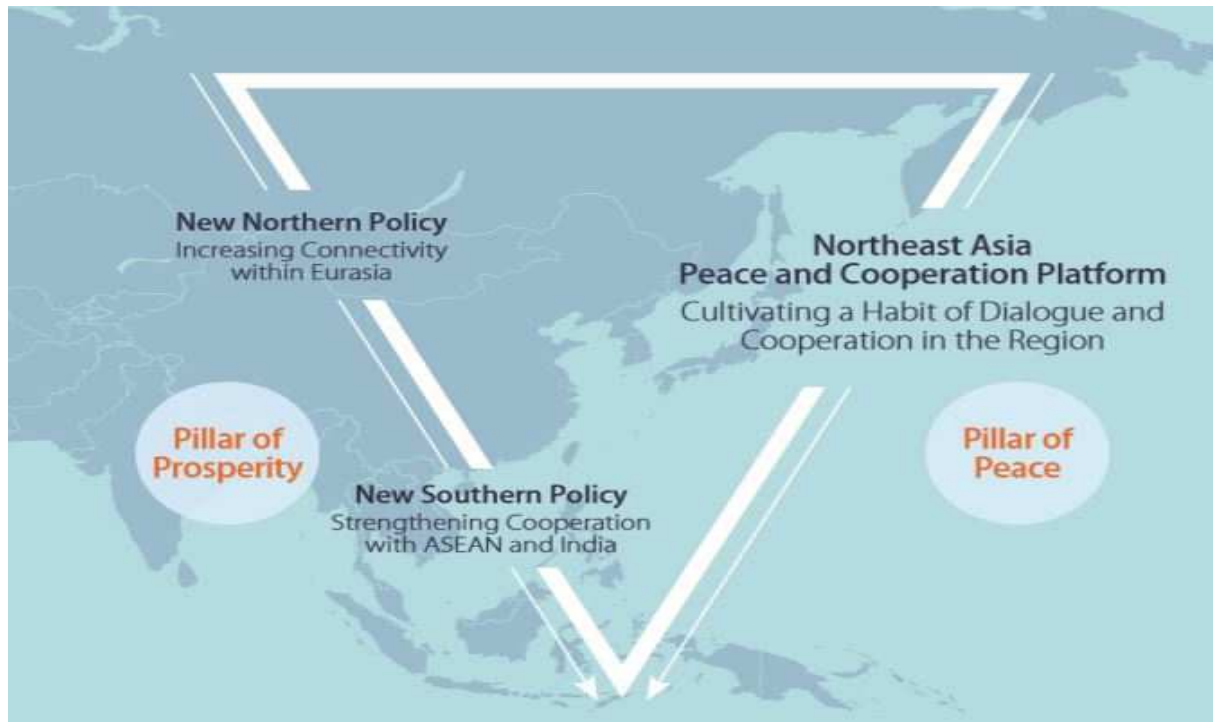 New Northern Policy
Increasing Connectivity
within Eurasia
Northeast Asia
Peace and Cooperation Platform
Cultivating a Habit of Dialogue and
Cooperation in the Region
Pillar of
Prosperity
Pillar of
Peace
New Southern Policy
Strengthening Cooperation
with ASEAN and India